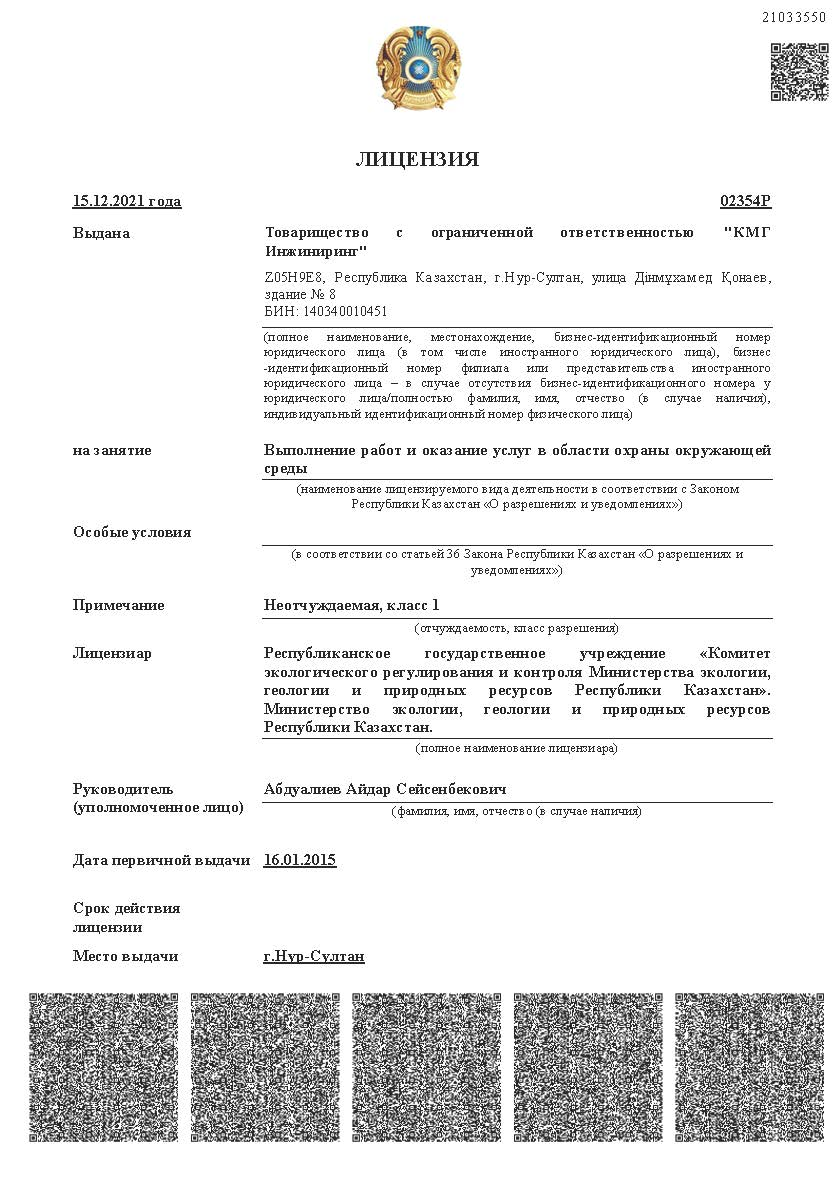 21033550
ЛИЦЕНЗИЯ
15.12.2021 года
02354Р
Выдана
Товарищество с ограниченной ответственностью "КМГ
Инжиниринг"
Z05H9E8, Республика Казахстан, г.Нур-Султан, улица Дінмұхамед Қонаев,
здание № 8
БИН: 140340010451
(полное наименование, местонахождение, бизнес-идентификационный номер
юридического лица (в том числе иностранного юридического лица), бизнес
-идентификационный номер филиала или представительства иностранного
юридического лица – в случае отсутствия бизнес-идентификационного номера у
юридического лица/полностью фамилия, имя, отчество (в случае наличия),
индивидуальный идентификационный номер физического лица)
на занятие
Выполнение работ и оказание услуг в области охраны окружающей
среды
(наименование лицензируемого вида деятельности в соответствии с Законом
Республики Казахстан «О разрешениях и уведомлениях»)
Особые условия
(в соответствии со статьей 36 Закона Республики Казахстан «О разрешениях и
уведомлениях»)
Примечание
Неотчуждаемая, класс 1
(отчуждаемость, класс разрешения)
Лицензиар
Республиканское государственное учреждение «Комитет
экологического регулирования и контроля Министерства экологии,
геологии и природных ресурсов Республики Казахстан».
Министерство экологии, геологии и природных ресурсов
Республики Казахстан.
(полное наименование лицензиара)
Руководитель
(уполномоченное лицо)
Абдуалиев Айдар Сейсенбекович
(фамилия, имя, отчество (в случае наличия)
Дата первичной выдачи
16.01.2015
Срок действия
лицензии
Место выдачи
г.Нур-Султан